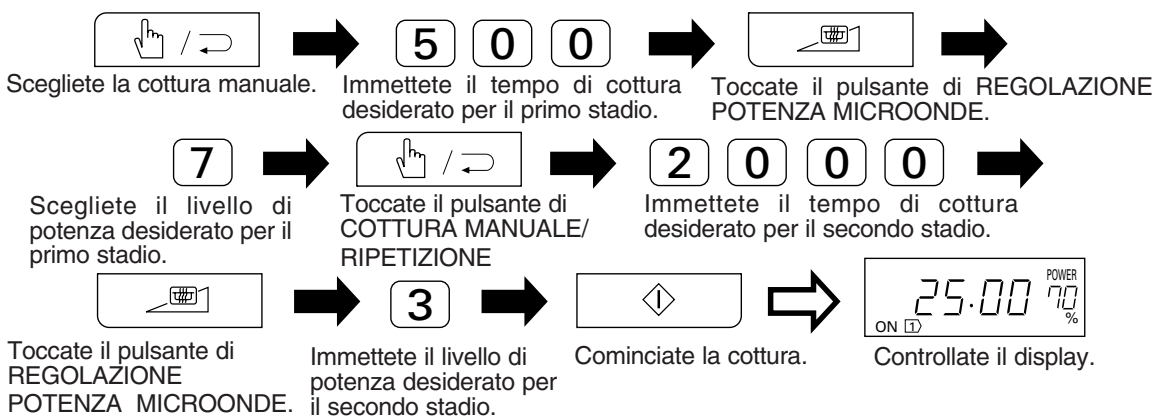 5 0 0
Scegliete la cottura manuale.
Immettete il tempo di cottura
desiderato per il primo stadio.
Toccate il pulsante di REGOLAZIONE
POTENZA MICROONDE.
7
2 0 0 0
Scegliete il livello di
potenza desiderato per il
primo stadio.
Toccate il pulsante di
COTTURA MANUALE/
RIPETIZIONE
Immettete il tempo di cottura
desiderato per il secondo stadio.
3
25.00 POWER 70 %
ON 1
Toccate il pulsante di
REGOLAZIONE
POTENZA MICROONDE.
Immettete il livello di
potenza desiderato per
il secondo stadio.
Cominciate la cottura.
Controllate il display.